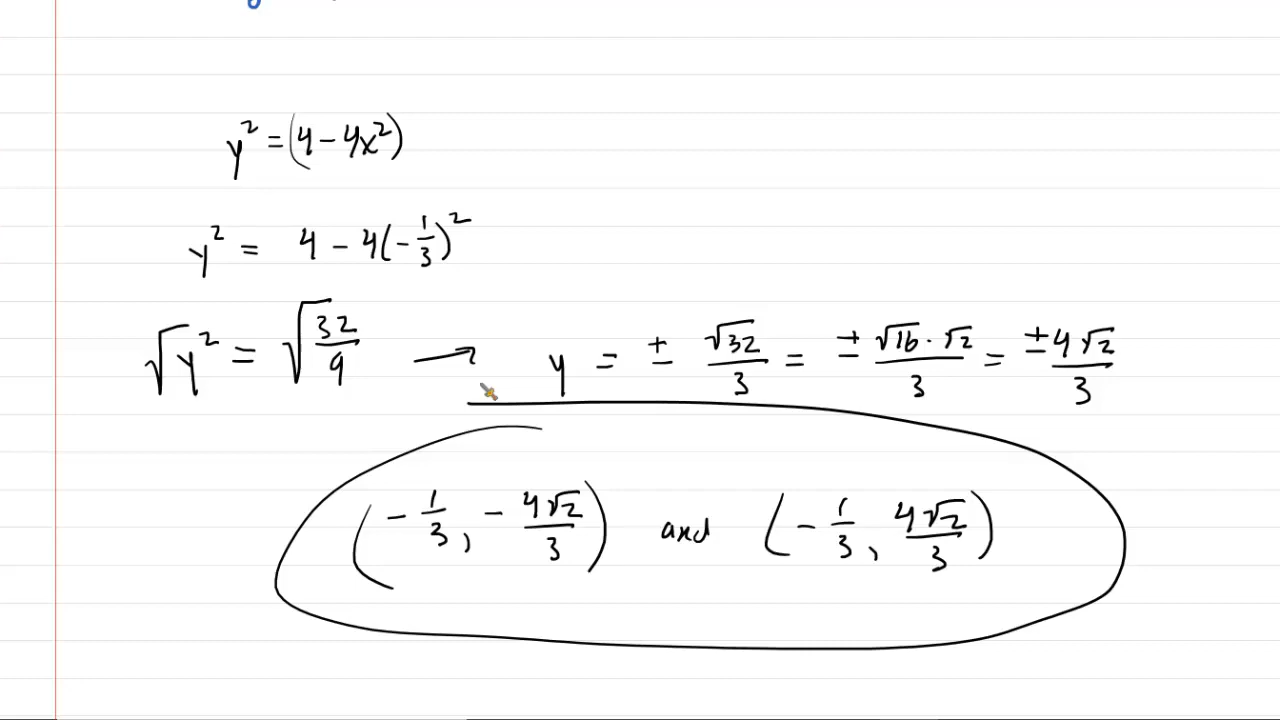 y² = (4 − 4x²)
y² = 4 − 4(−1/3)²
√y² = √(32/9) → y = ± √32/3 = ± √16 · √2/3 = ± 4√2/3
(−1/3, −4√2/3) and (−1/3, 4√2/3)